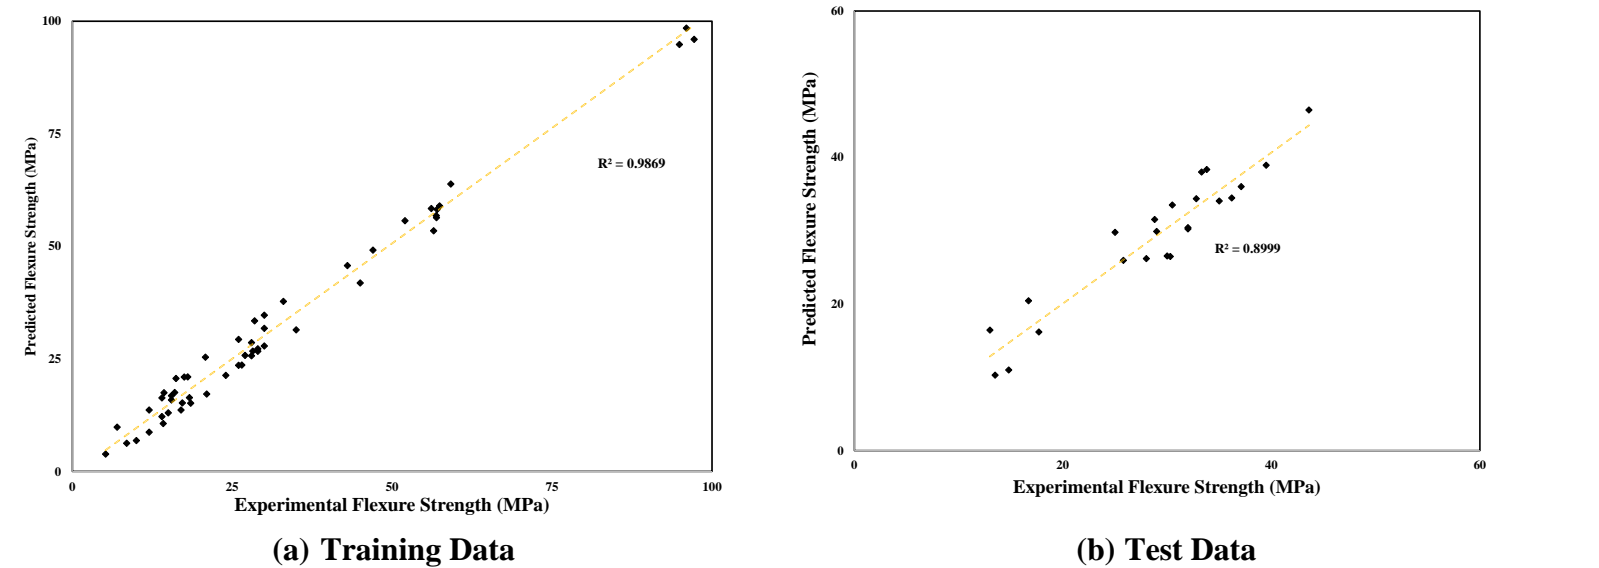 100
75
50
25
0
0 25 50 75 100
Predicted Flexure Strength (MPa)
R² = 0.9869
Experimental Flexure Strength (MPa)
(a) Training Data
60
40
20
0
0 20 40 60
Predicted Flexure Strength (MPa)
R² = 0.8999
Experimental Flexure Strength (MPa)
(b) Test Data